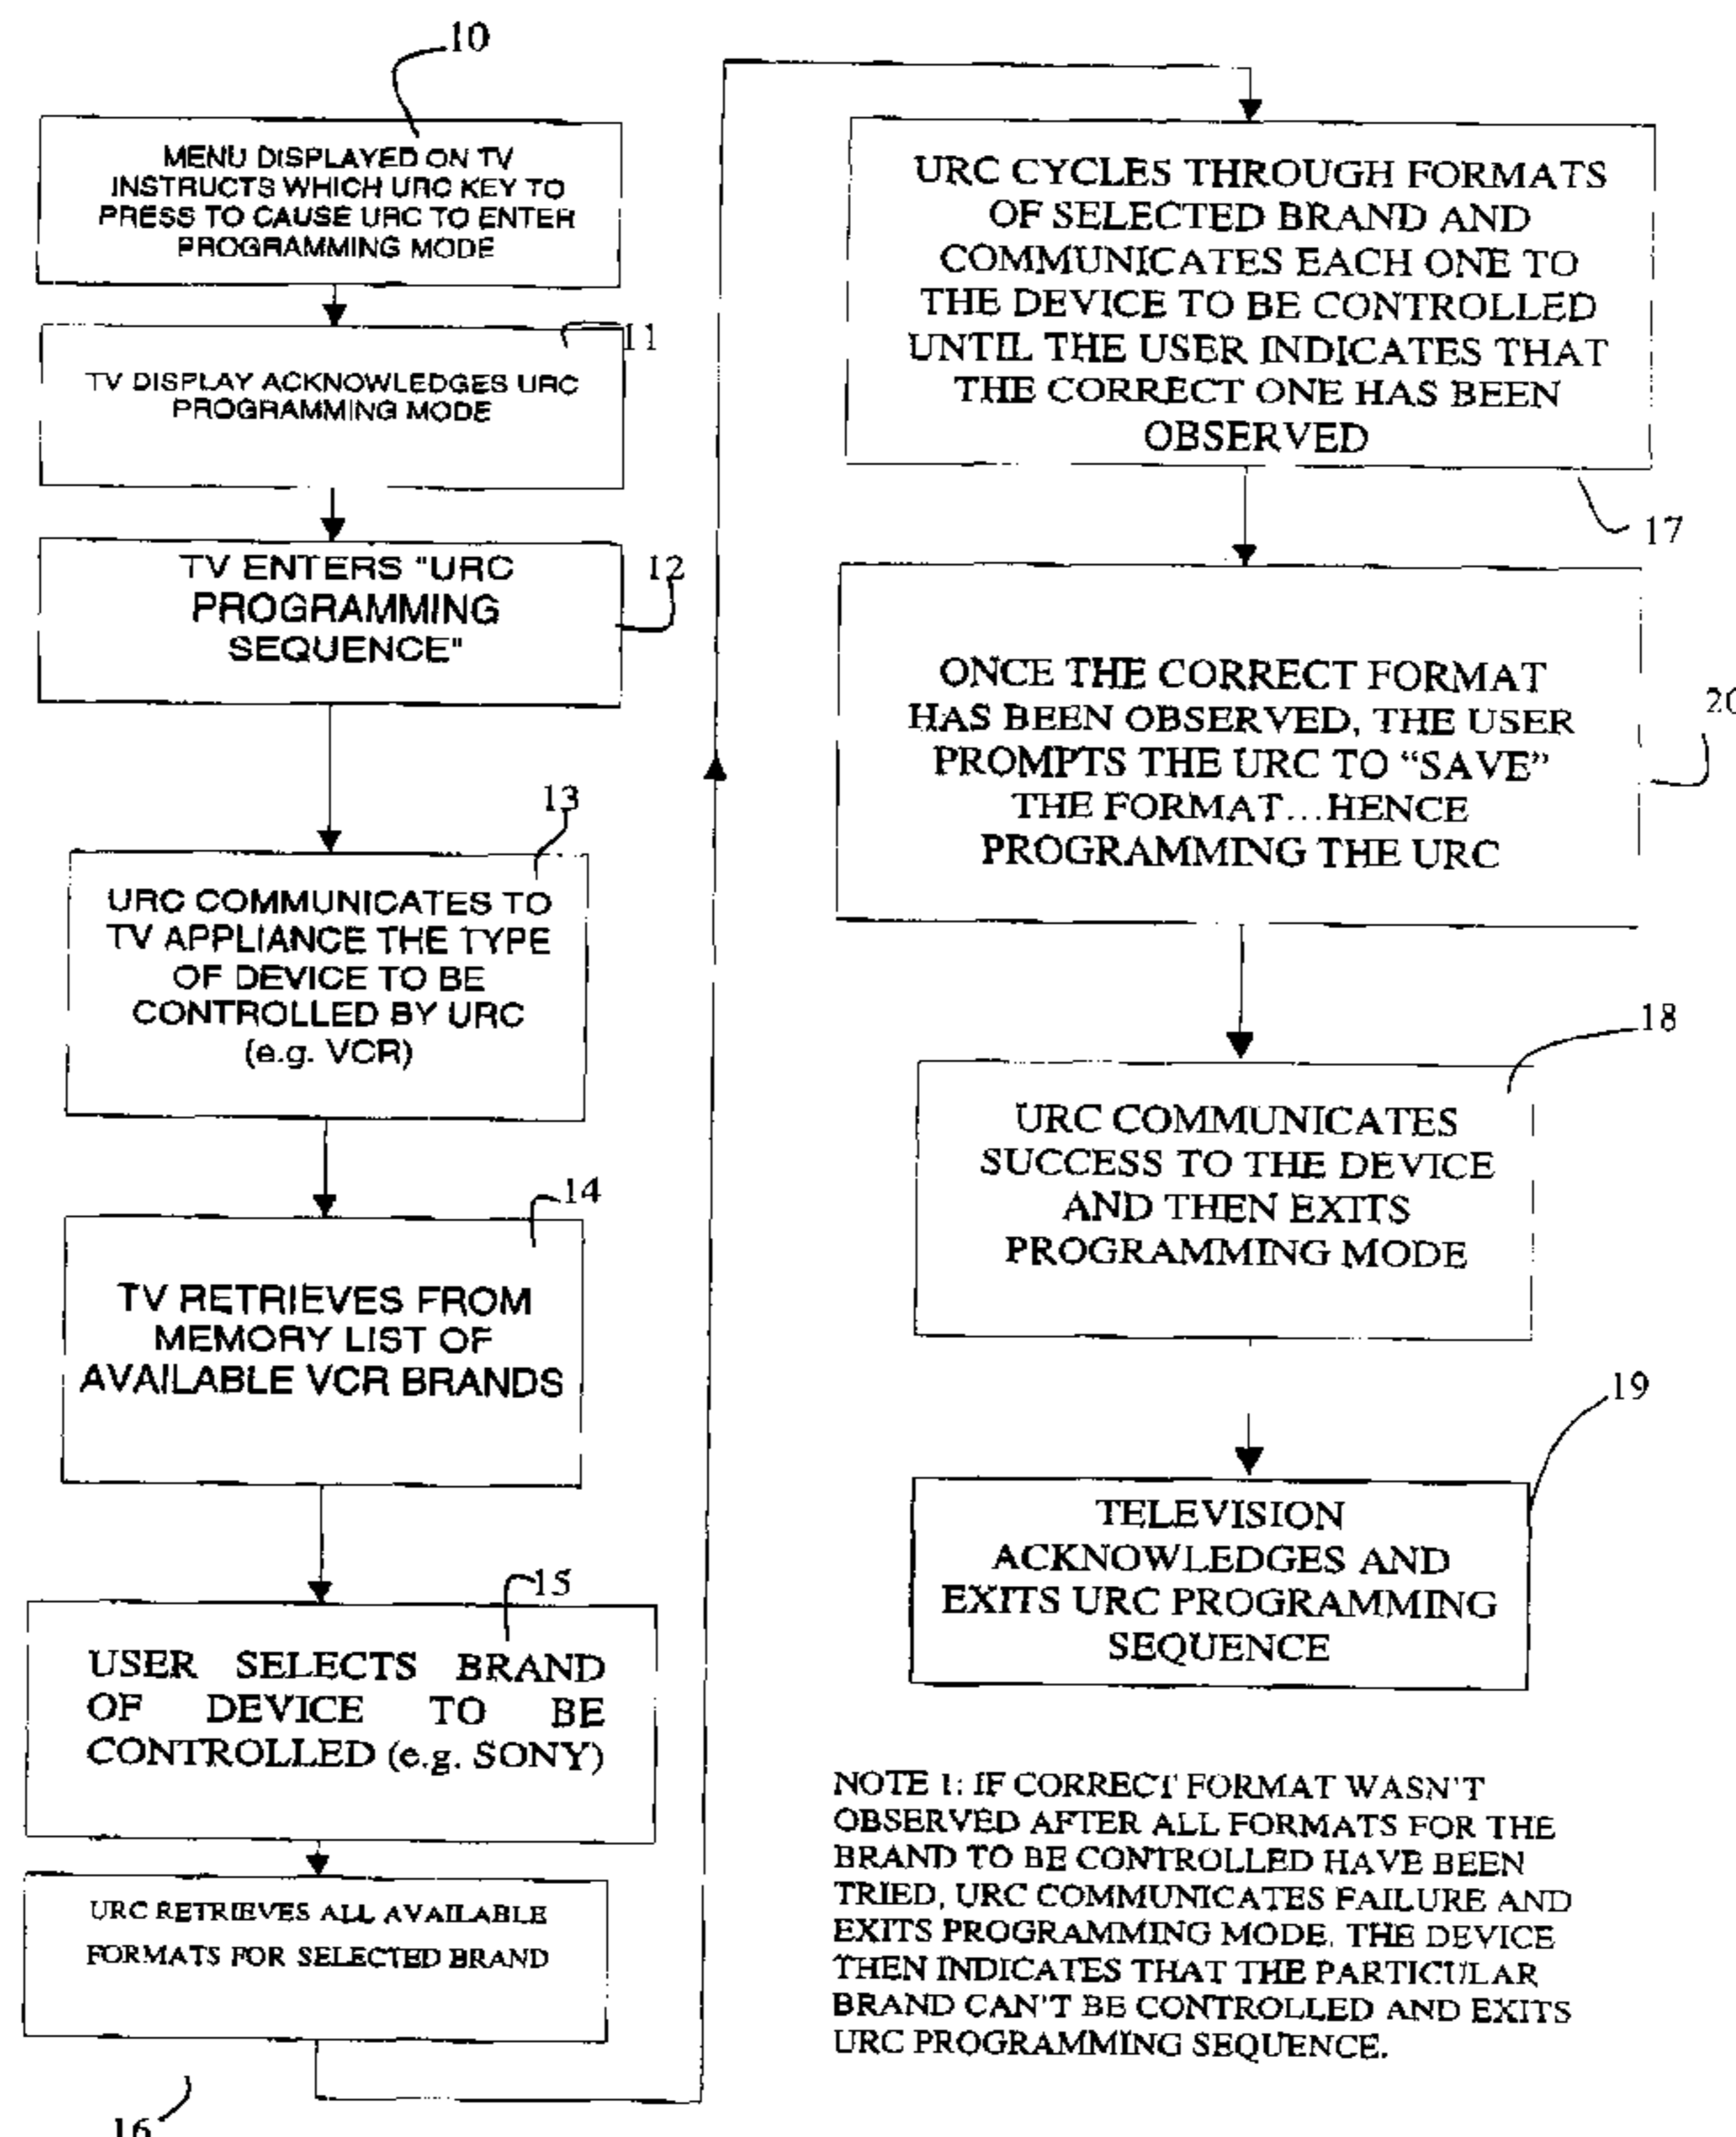 10
MENU DISPLAYED ON TV
INSTRUCTS WHICH URC KEY TO
PRESS TO CAUSE URC TO ENTER
PROGRAMMING MODE
11
TV DISPLAY ACKNOWLEDGES URC
PROGRAMMING MODE
12
TV ENTERS "URC
PROGRAMMING
SEQUENCE"
13
URC COMMUNICATES TO
TV APPLIANCE THE TYPE
OF DEVICE TO BE
CONTROLLED BY URC
(e.g. VCR)
14
TV RETRIEVES FROM
MEMORY LIST OF
AVAILABLE VCR BRANDS
15
USER SELECTS BRAND
OF DEVICE TO BE
CONTROLLED (e.g. SONY)
URC RETRIEVES ALL AVAILABLE
FORMATS FOR SELECTED BRAND
16
URC CYCLES THROUGH FORMATS
OF SELECTED BRAND AND
COMMUNICATES EACH ONE TO
THE DEVICE TO BE CONTROLLED
UNTIL THE USER INDICATES THAT
THE CORRECT ONE HAS BEEN
OBSERVED
17
ONCE THE CORRECT FORMAT
HAS BEEN OBSERVED, THE USER
PROMPTS THE URC TO “SAVE”
THE FORMAT...HENCE
PROGRAMMING THE URC
20
18
URC COMMUNICATES
SUCCESS TO THE DEVICE
AND THEN EXITS
PROGRAMMING MODE
19
TELEVISION
ACKNOWLEDGES AND
EXITS URC PROGRAMMING
SEQUENCE
NOTE 1: IF CORRECT FORMAT WASN'T
OBSERVED AFTER ALL FORMATS FOR THE
BRAND TO BE CONTROLLED HAVE BEEN
TRIED, URC COMMUNICATES FAILURE AND
EXITS PROGRAMMING MODE. THE DEVICE
THEN INDICATES THAT THE PARTICULAR
BRAND CAN'T BE CONTROLLED AND EXITS
URC PROGRAMMING SEQUENCE.